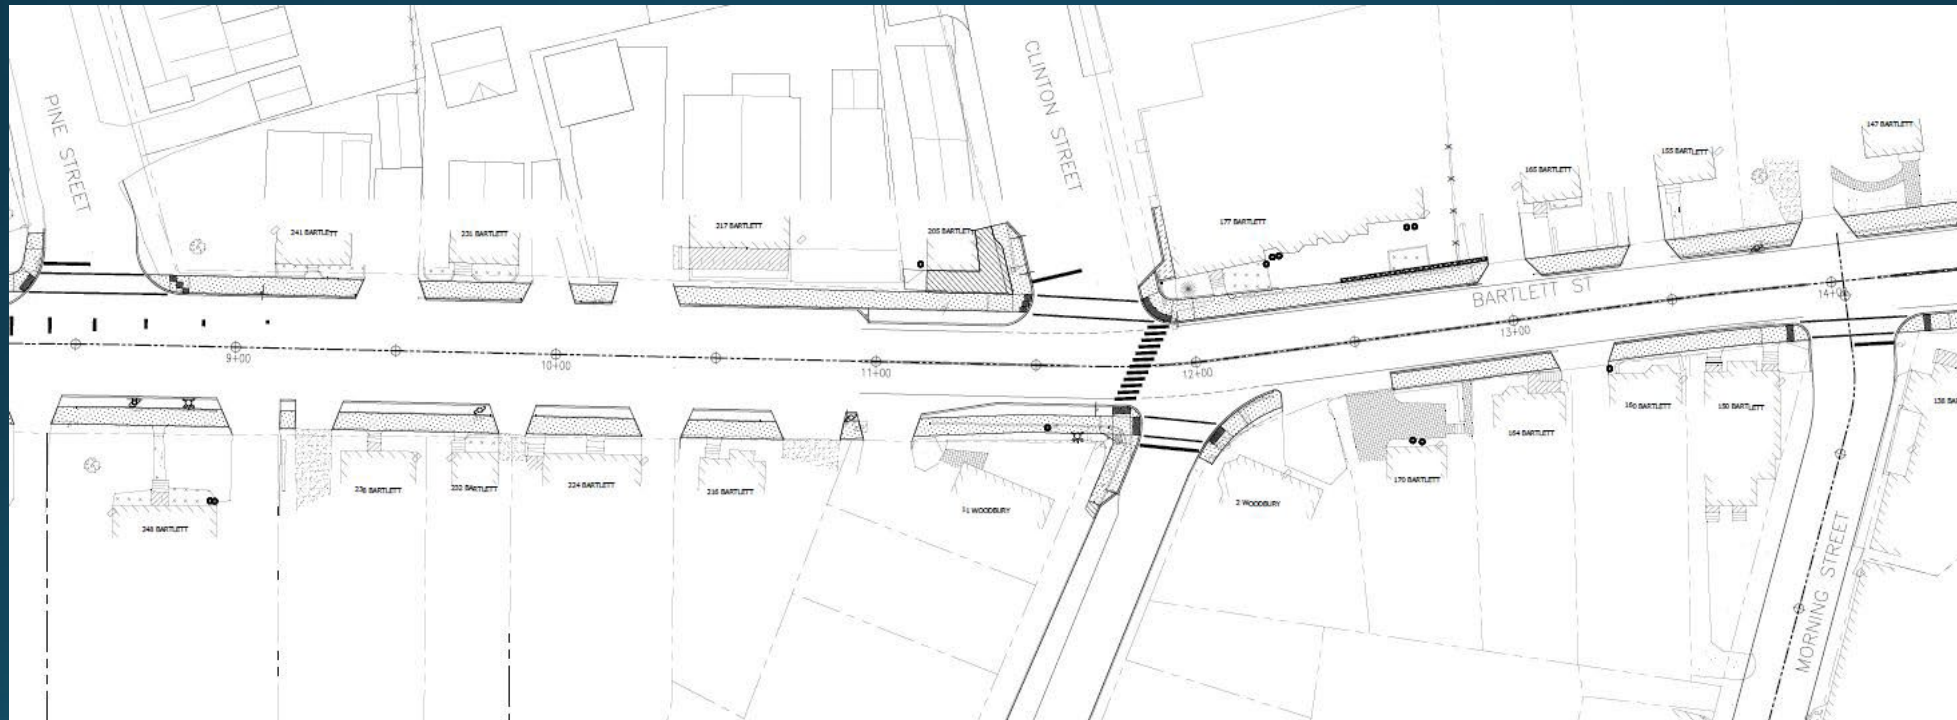 PINE STREET
CLINTON STREET
147 BARTLETT
155 BARTLETT
165 BARTLETT
177 BARTLETT
205 BARTLET
217 BARTLETT
231 BARTLETT
241 BARTLETT
BARTLETT ST
9+00
10+00
11+00
12+00
13+00
14+00
248 BARTLETT
232 BARTLETT
224 BARTLETT
216 BARTLETT
11 WOODBURY
2 WOODBURY
170 BARTLETT
164 BARTLETT
160 BARTLETT
150 BARTLETT
MORNING STREET